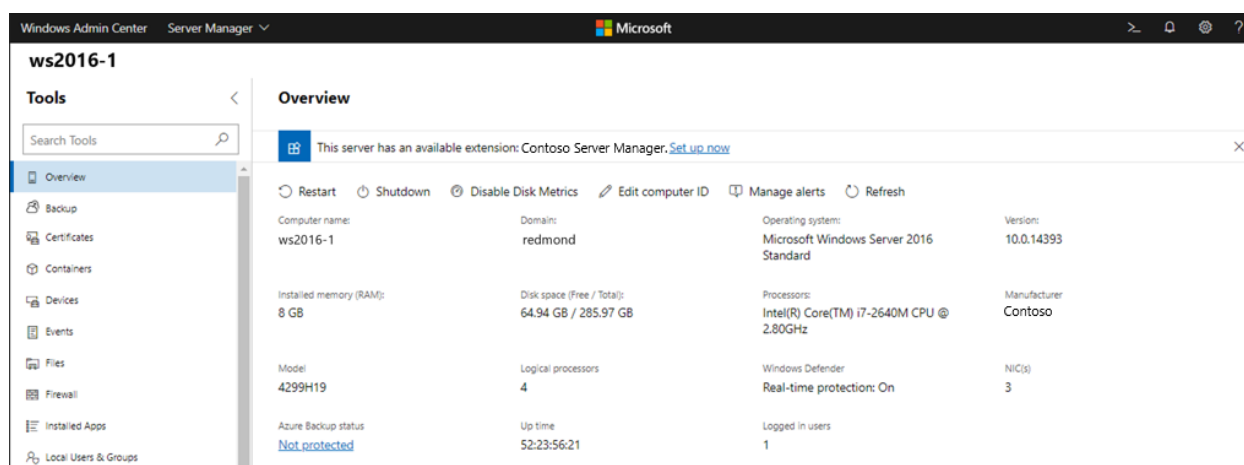 Windows Admin Center Server Manager Microsoft >_ ?
ws2016-1
Tools Overview
Search Tools This server has an available extension: Contoso Server Manager. Set up now
Overview
Backup
Certificates
Containers
Devices
Events
Files
Firewall
Installed Apps
Local Users & Groups
Restart Shutdown Disable Disk Metrics Edit computer ID Manage alerts Refresh
Computer name: Domain: Operating system: Version:
ws2016-1 redmond Microsoft Windows Server 2016 10.0.14393
Standard
Installed memory (RAM): Disk space (Free / Total): Processors: Manufacturer
8 GB 64.94 GB / 285.97 GB Intel(R) Core(TM) i7-2640M CPU @ Contoso
2.80GHz
Model Logical processors Windows Defender NIC(s)
4299H19 4 Real-time protection: On 3
Azure Backup status Up time Logged in users
Not protected 52:23:56:21 1